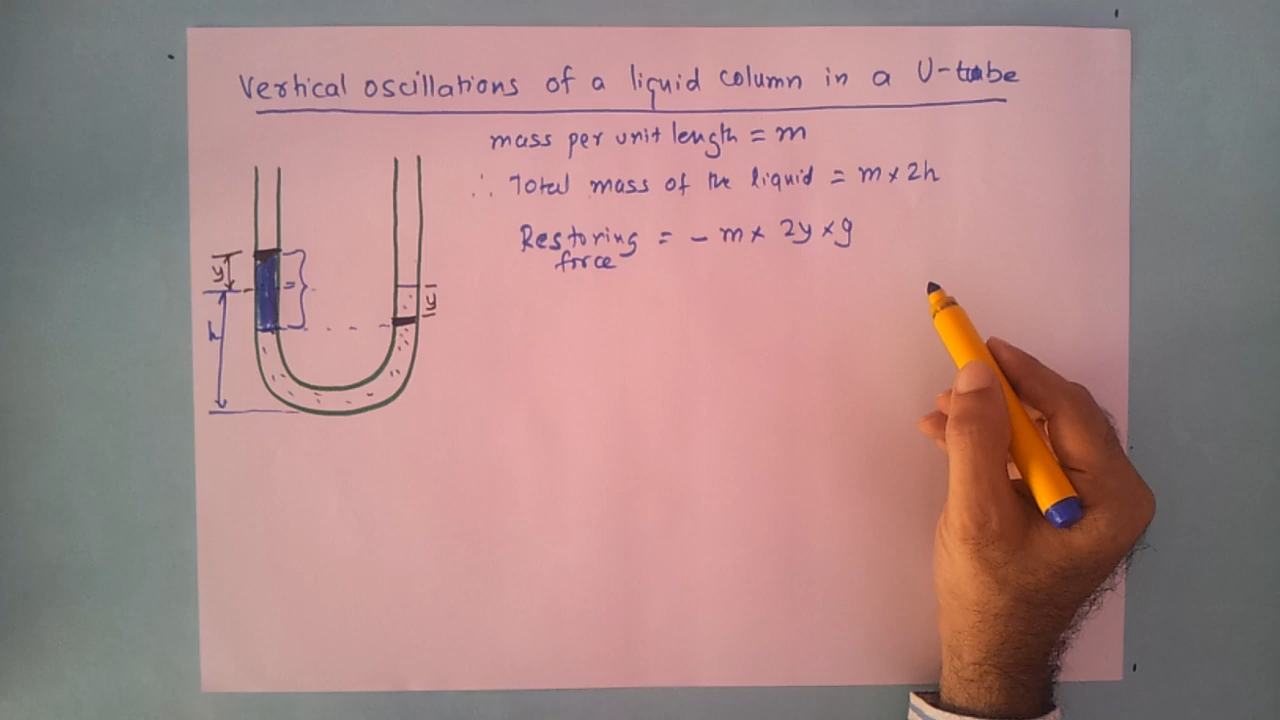 Vertical oscillations of a liquid column in a U-tube
mass per unit length = m
∴ Total mass of the liquid = m × 2h
Restoring = - m × 2y × g
force
y
=
y
h